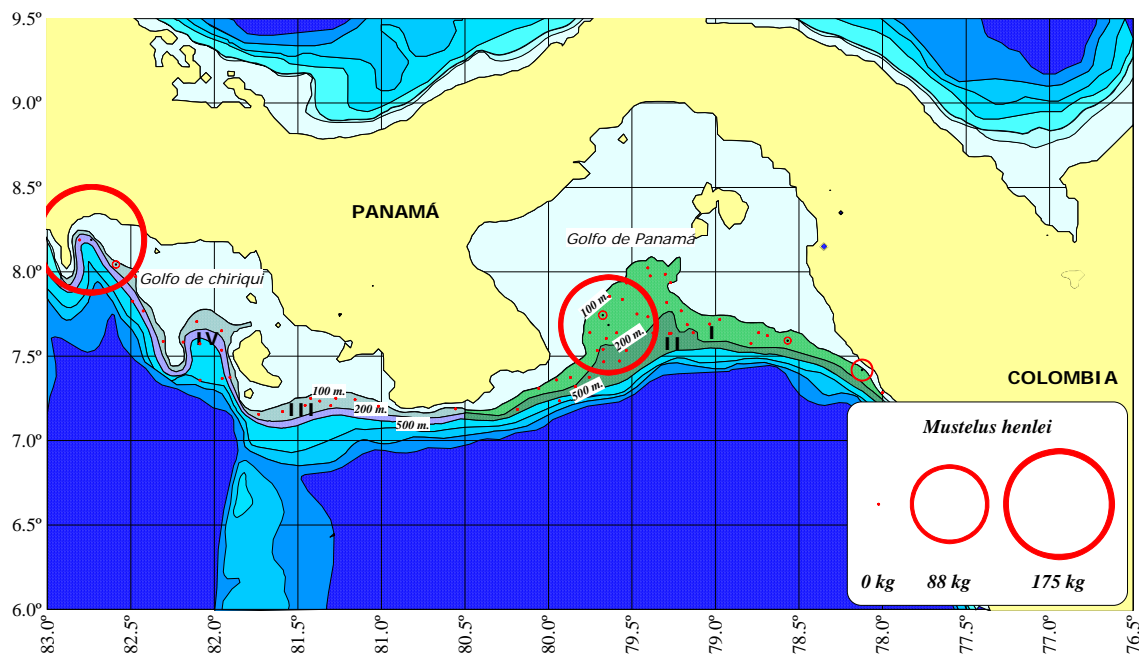 9.5º
9.0º
8.5º
8.0º
7.5º
7.0º
6.5º
6.0º
PANAMÁ
Golfo de Panamá
Golfo de chiriqui
100 m.
200 m.
500 m.
I
II
IV
III
100 m.
200 m.
500 m.
COLOMBIA
Mustelus henlei
0 kg
88 kg
175 kg
83.0º
82.5º
82.0º
81.5º
81.0º
80.5º
80.0º
79.5º
79.0º
78.5º
78.0º
77.5º
77.0º
76.5º